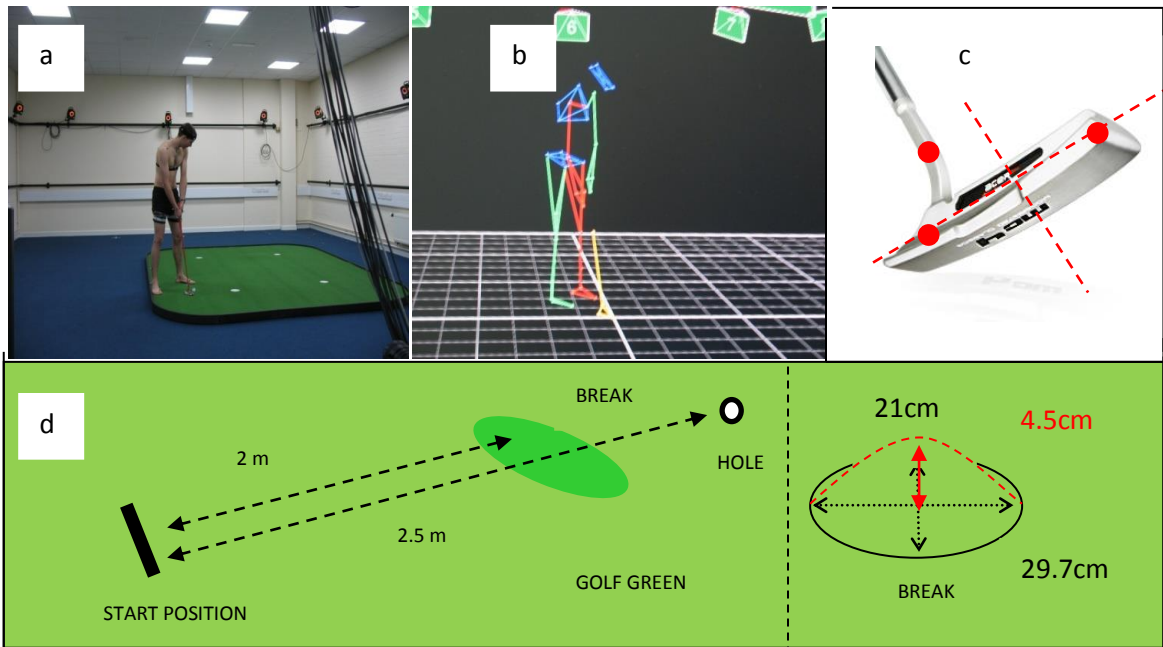 a
b
6
7
c
d
BREAK
2 m
2.5 m
HOLE
START POSITION
GOLF GREEN
21cm
4.5cm
29.7cm
BREAK